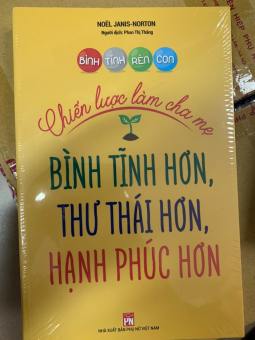 NOËL JANIS-NORTON
Người dịch: Phan Thị Thăng
BÌNH TĨNH RÈN CON
Chiến lược làm cha mẹ
BÌNH TĨNH HƠN,
THƯ THÁI HƠN,
HẠNH PHÚC HƠN
PN
NHÀ XUẤT BẢN PHỤ NỮ VIỆT NAM